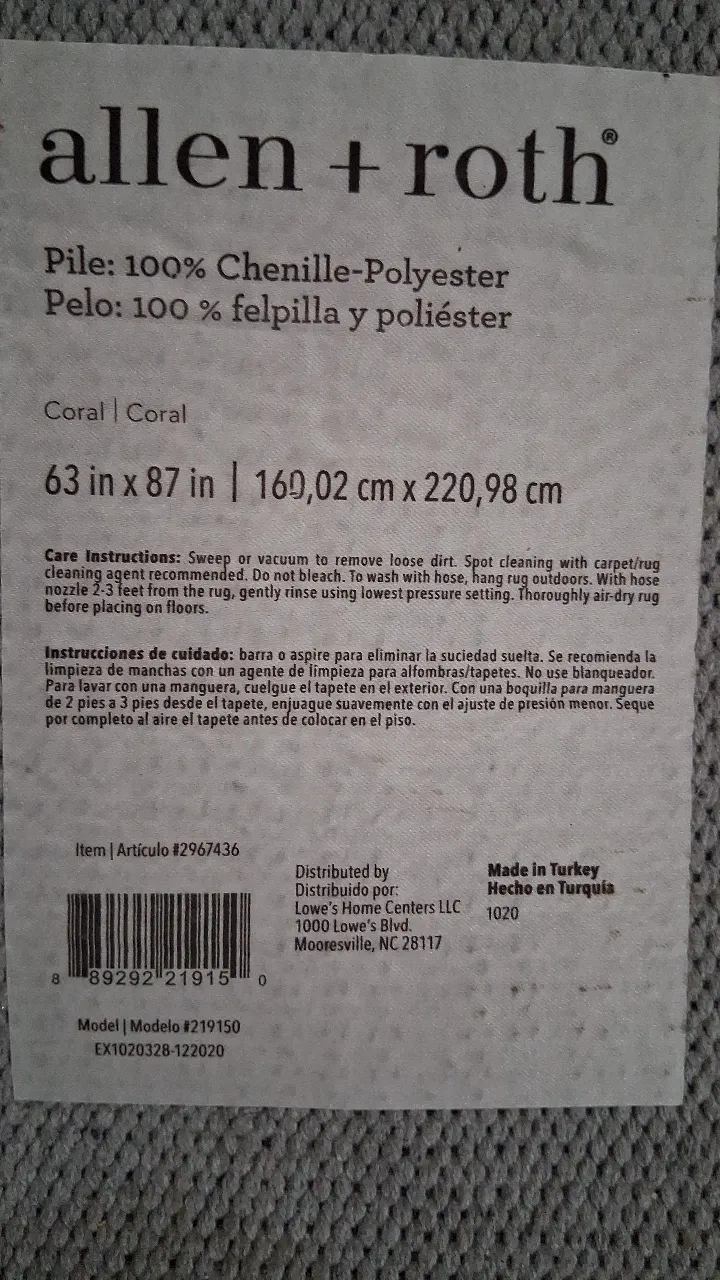 allen + roth®
Pile: 100% Chenille-Polyester
Pelo: 100 % felpilla y poliéster
Coral | Coral
63 in x 87 in | 160,02 cm x 220,98 cm
Care Instructions: Sweep or vacuum to remove loose dirt. Spot cleaning with carpet/rug
cleaning agent recommended. Do not bleach. To wash with hose, hang rug outdoors. With hose
nozzle 2-3 feet from the rug, gently rinse using lowest pressure setting. Thoroughly air-dry rug
before placing on floors.
Instrucciones de cuidado: barra o aspire para eliminar la suciedad suelta. Se recomienda la
limpieza de manchas con un agente de limpieza para alfombras/tapetes. No use blanqueador.
Para lavar con una manguera, cuelgue el tapete en el exterior. Con una boquilla para manguera
de 2 pies a 3 pies desde el tapete, enjuague suavemente con el ajuste de presión menor. Seque
por completo al aire el tapete antes de colocar en el piso.
Item | Artículo #2967436
8 89292 21915 0
Model | Modelo #219150
EX1020328-122020
Distributed by
Distribuido por:
Lowe's Home Centers LLC
1000 Lowe's Blvd.
Mooresville, NC 28117
Made in Turkey
Hecho en Turquía
1020